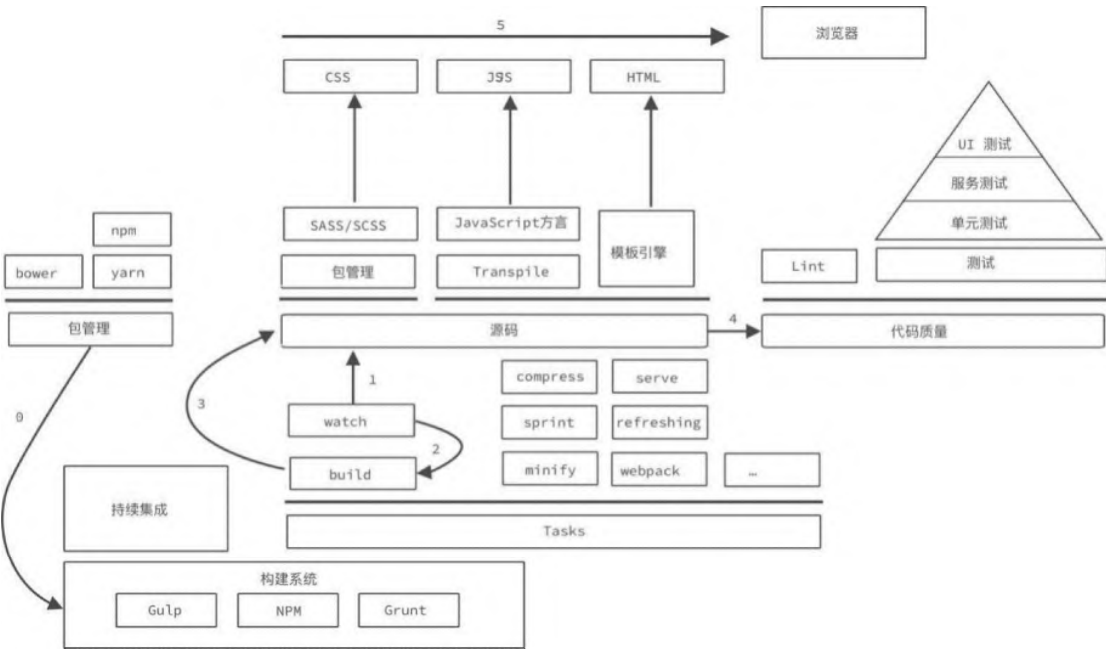 5
浏览器
CSS
JS
HTML
UI 测试
服务测试
单元测试
npm
bower
yarn
包管理
SASS/SCSS
包管理
JavaScript方言
Transpile
模板引擎
Lint
测试
源码
4
代码质量
0
3
1
watch
2
build
compress
serve
sprint
refreshing
minify
webpack
…
Tasks
持续集成
构建系统
Gulp
NPM
Grunt